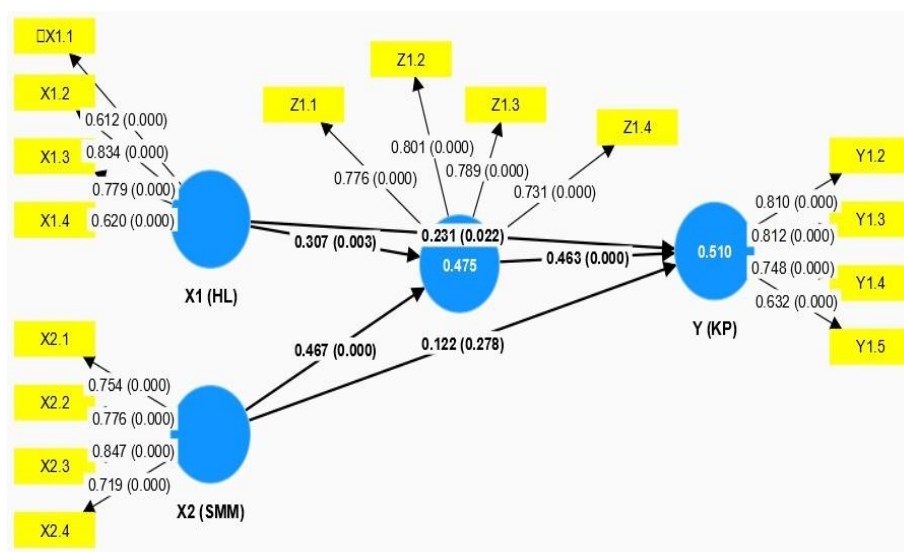 □X1.1
X1.2
X1.3
X1.4
0.612 (0.000)
0.834 (0.000)
0.779 (0.000)
0.620 (0.000)
X1 (HL)
Z1.1
Z1.2
Z1.3
Z1.4
0.776 (0.000)
0.801 (0.000)
0.789 (0.000)
0.731 (0.000)
0.231 (0.022)
0.307 (0.003)
0.475
0.463 (0.000)
0.510
Y (KP)
0.810 (0.000)
0.812 (0.000)
0.748 (0.000)
0.632 (0.000)
Y1.2
Y1.3
Y1.4
Y1.5
0.467 (0.000)
0.122 (0.278)
X2.1
X2.2
X2.3
X2.4
0.754 (0.000)
0.776 (0.000)
0.847 (0.000)
0.719 (0.000)
X2 (SMM)